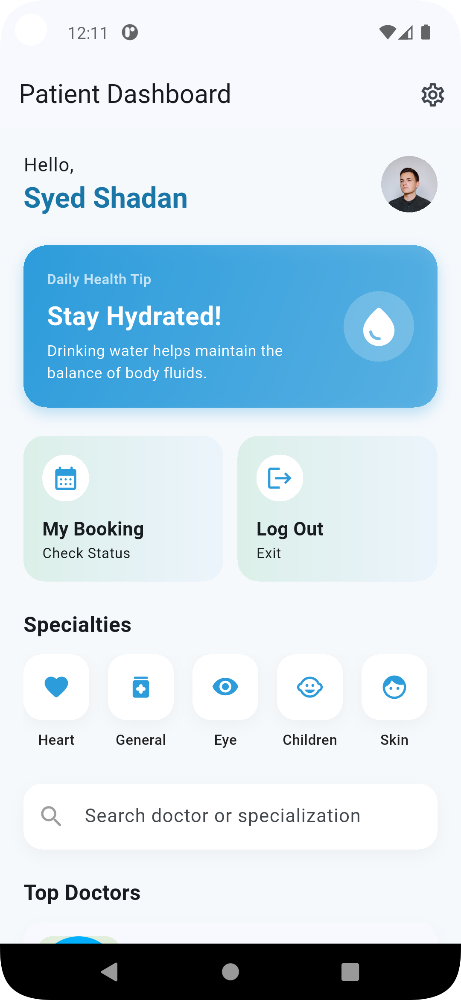 12:11
Patient Dashboard
Hello,
Syed Shadan
Daily Health Tip
Stay Hydrated!
Drinking water helps maintain the
balance of body fluids.
My Booking
Check Status
Log Out
Exit
Specialties
Heart
General
Eye
Children
Skin
Search doctor or specialization
Top Doctors